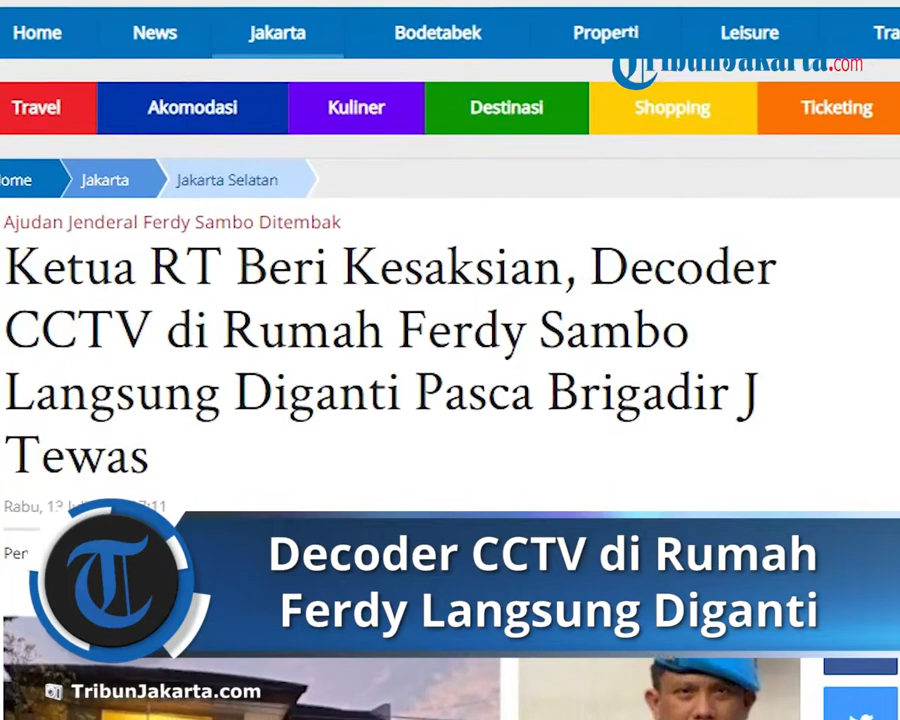 Home News Jakarta Bodetabek Properti Leisure
TribunJakarta.com
Travel Akomodasi Kuliner Destinasi Shopping Ticketing
Jakarta Jakarta Selatan
Ajudan Jenderal Ferdy Sambo Ditembak
Ketua RT Beri Kesaksian, Decoder
CCTV di Rumah Ferdy Sambo
Langsung Diganti Pasca Brigadir J
Tewas
Rabu, 13
Decoder CCTV di Rumah
Ferdy Langsung Diganti
TribunJakarta.com